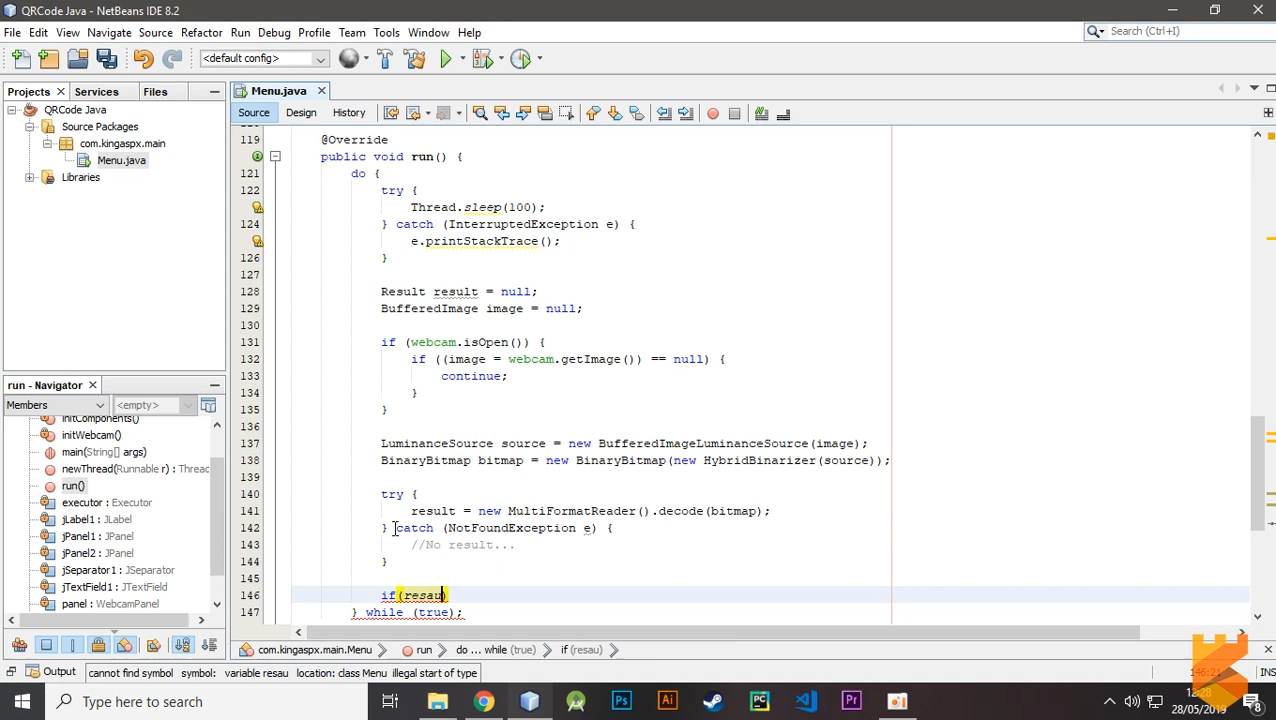 QRCode Java - NetBeans IDE 8.2
File Edit View Navigate Source Refactor Run Debug Profile Team Tools Window Help
Search (Ctrl+I)
<default config>
Projects Services Files
Menu.java
Source Design History
QRCode Java
Source Packages
com.kingaspx.main
Menu.java
Libraries
119 @Override
public void run() {
121 do {
122 try {
Thread.sleep(100);
124 } catch (InterruptedException e) {
e.printStackTrace();
126 }
127
128 Result result = null;
129 BufferedImage image = null;
130
131 if (webcam.isOpen()) {
132 if ((image = webcam.getImage()) == null) {
133 continue;
134 }
135 }
136
137 LuminanceSource source = new BufferedImageLuminanceSource(image);
138 BinaryBitmap bitmap = new BinaryBitmap(new HybridBinarizer(source));
139
140 try {
141 result = new MultiFormatReader().decode(bitmap);
142 } catch (NotFoundException e) {
143 //No result...
144 }
145
146 if(resau)
147 } while (true);
run - Navigator
Members <empty>
initComponents()
initWebcam()
main(String[] args)
newThread(Runnable r) : Thread
run()
executor : Executor
jLabel1 : JLabel
jPanel1 : JPanel
jPanel2 : JPanel
jSeparator1 : JSeparator
jTextField1 : JTextField
panel : WebcamPanel
com.kingaspx.main.Menu run do ... while (true) if (resau)
Output cannot find symbol symbol: variable resau location: class Menu illegal start of type 146:21 INS
Type here to search
12:28
28/05/2019
8